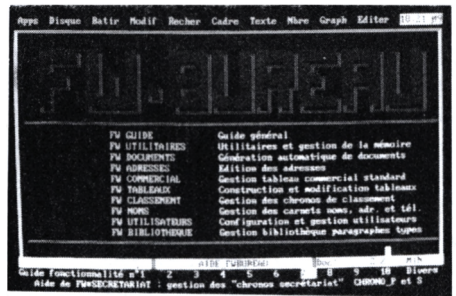 Apps Disque Batir Modif Recher Cadre Texte Mbre Graph Editer
FW.BUREAU
FW GUIDE Guide général
FW UTILITAIRES Utilitaires et gestion de la mémoire
FW DOCUMENTS Génération automatique de documents
FW ADRESSES Edition des adresses
FW COMMERCIAL Gestion tableau commercial standard
FW TABLEAUX Construction et modification tableaux
FW CLASSEMENT Gestion des chronos de classement
FW NOMS Gestion des carnets noms, adr. et tél.
FW UTILISATEURS Configuration et gestion utilisateurs
FW BIBLIOTHEQUE Gestion bibliothèque paragraphes types
AIDE FWBUREAU
Guide fonctionnalité n°1 2 3 4 5 6 7 8 9 10 Divers
Aide de FW*SECRETARIAT : gestion des "chronos secrétariat" CHRONO_P et S